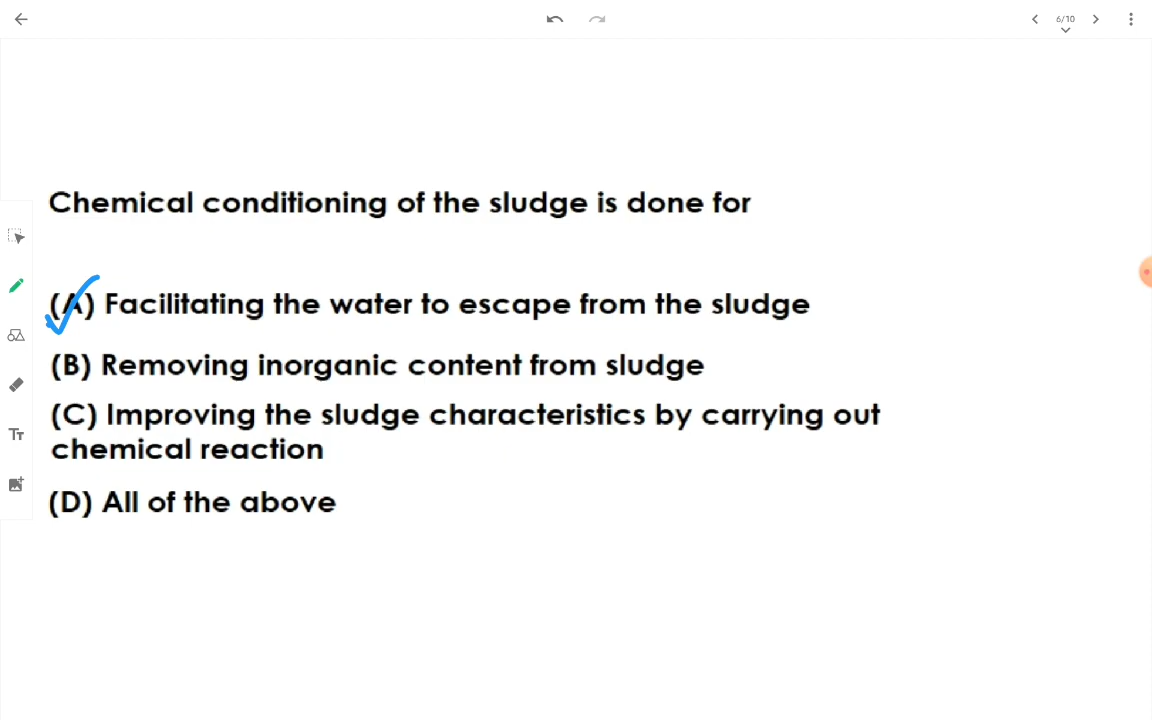 6/10
Chemical conditioning of the sludge is done for
(A) Facilitating the water to escape from the sludge
(B) Removing inorganic content from sludge
(C) Improving the sludge characteristics by carrying out
chemical reaction
(D) All of the above
Tт